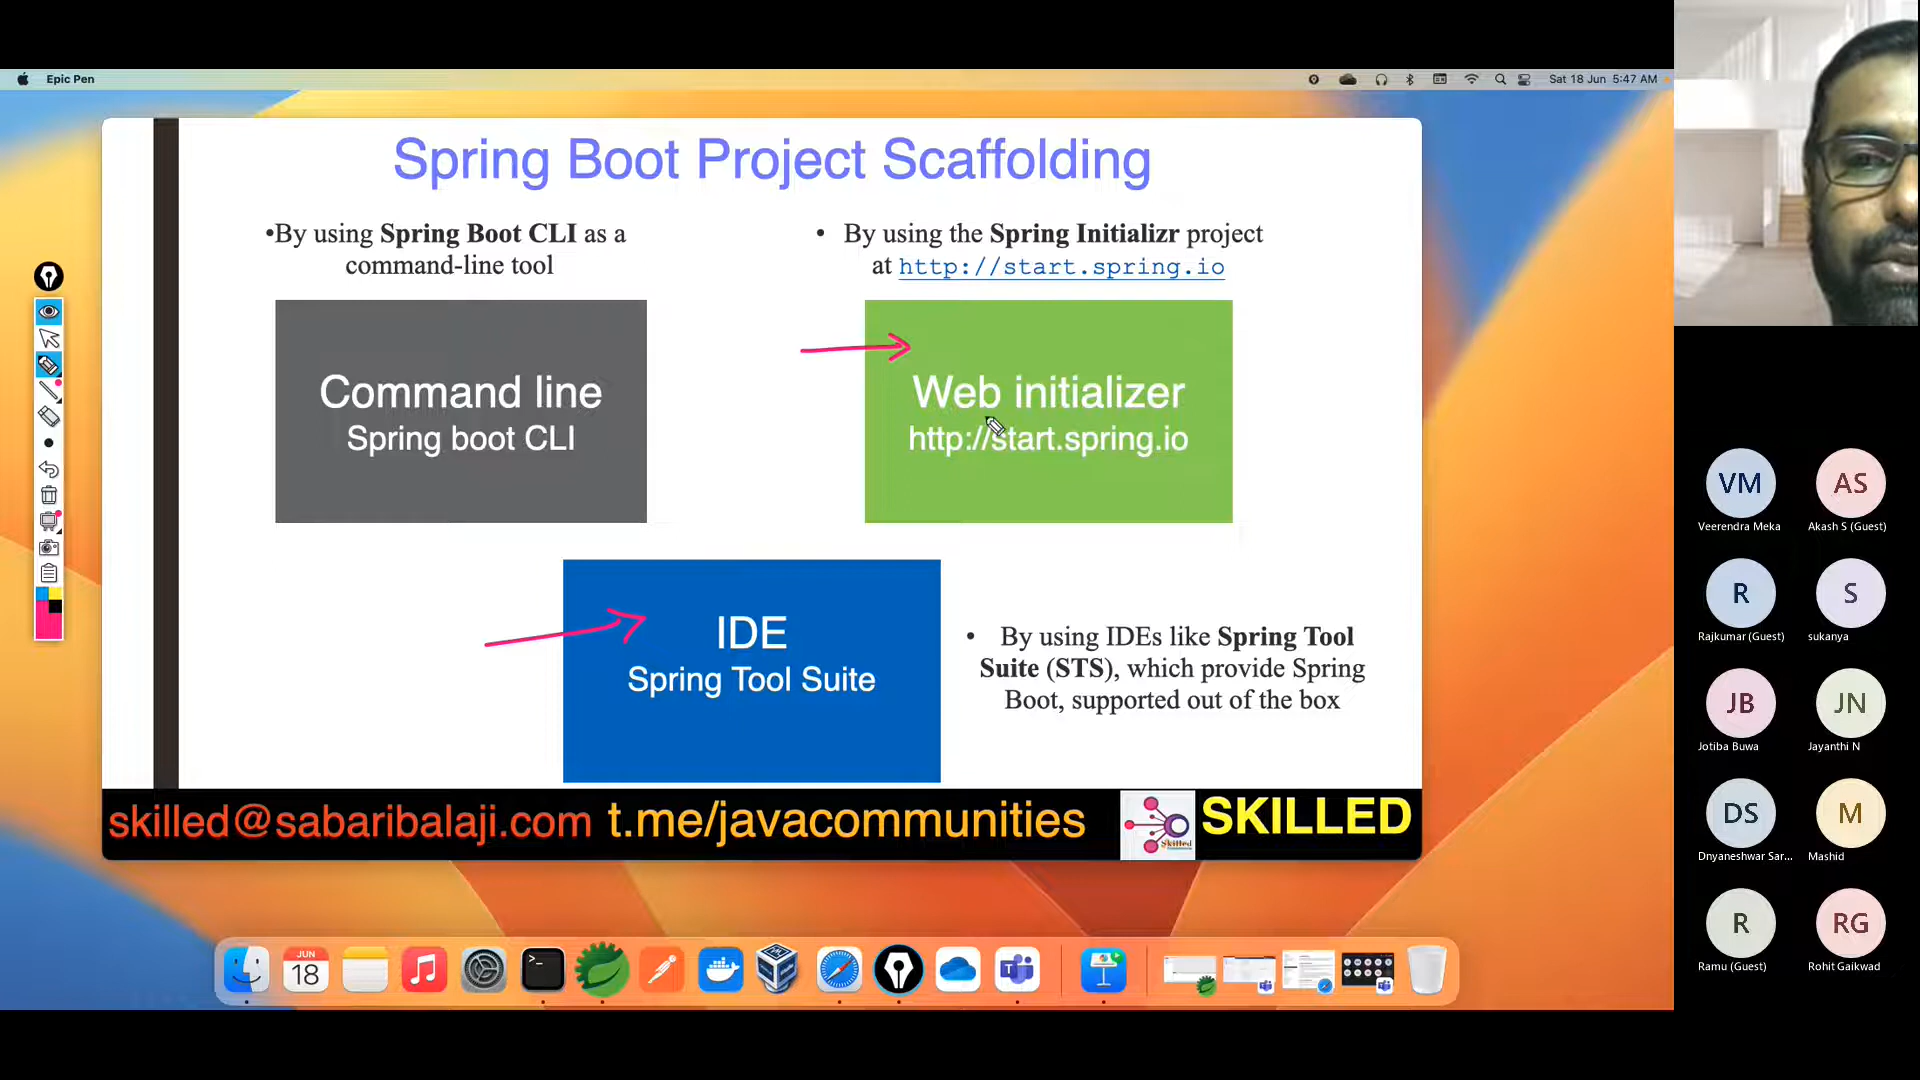 Epic Pen
Sat 18 Jun 5:47 AM
Spring Boot Project Scaffolding
•By using Spring Boot CLI as a
command-line tool
• By using the Spring Initializr project
at http://start.spring.io
Command line
Spring boot CLI
Web initializer
http://start.spring.io
IDE
Spring Tool Suite
• By using IDEs like Spring Tool
Suite (STS), which provide Spring
Boot, supported out of the box
skilled@sabaribalaji.com t.me/javacommunities
Skilled
SKILLED
JUN
18
VM
Veerendra Meka
AS
Akash S (Guest)
R
Rajkumar (Guest)
S
sukanya
JB
Jotiba Buwa
JN
Jayanthi N
DS
Dnyaneshwar Sar...
M
Mashid
R
Ramu (Guest)
RG
Rohit Gaikwad